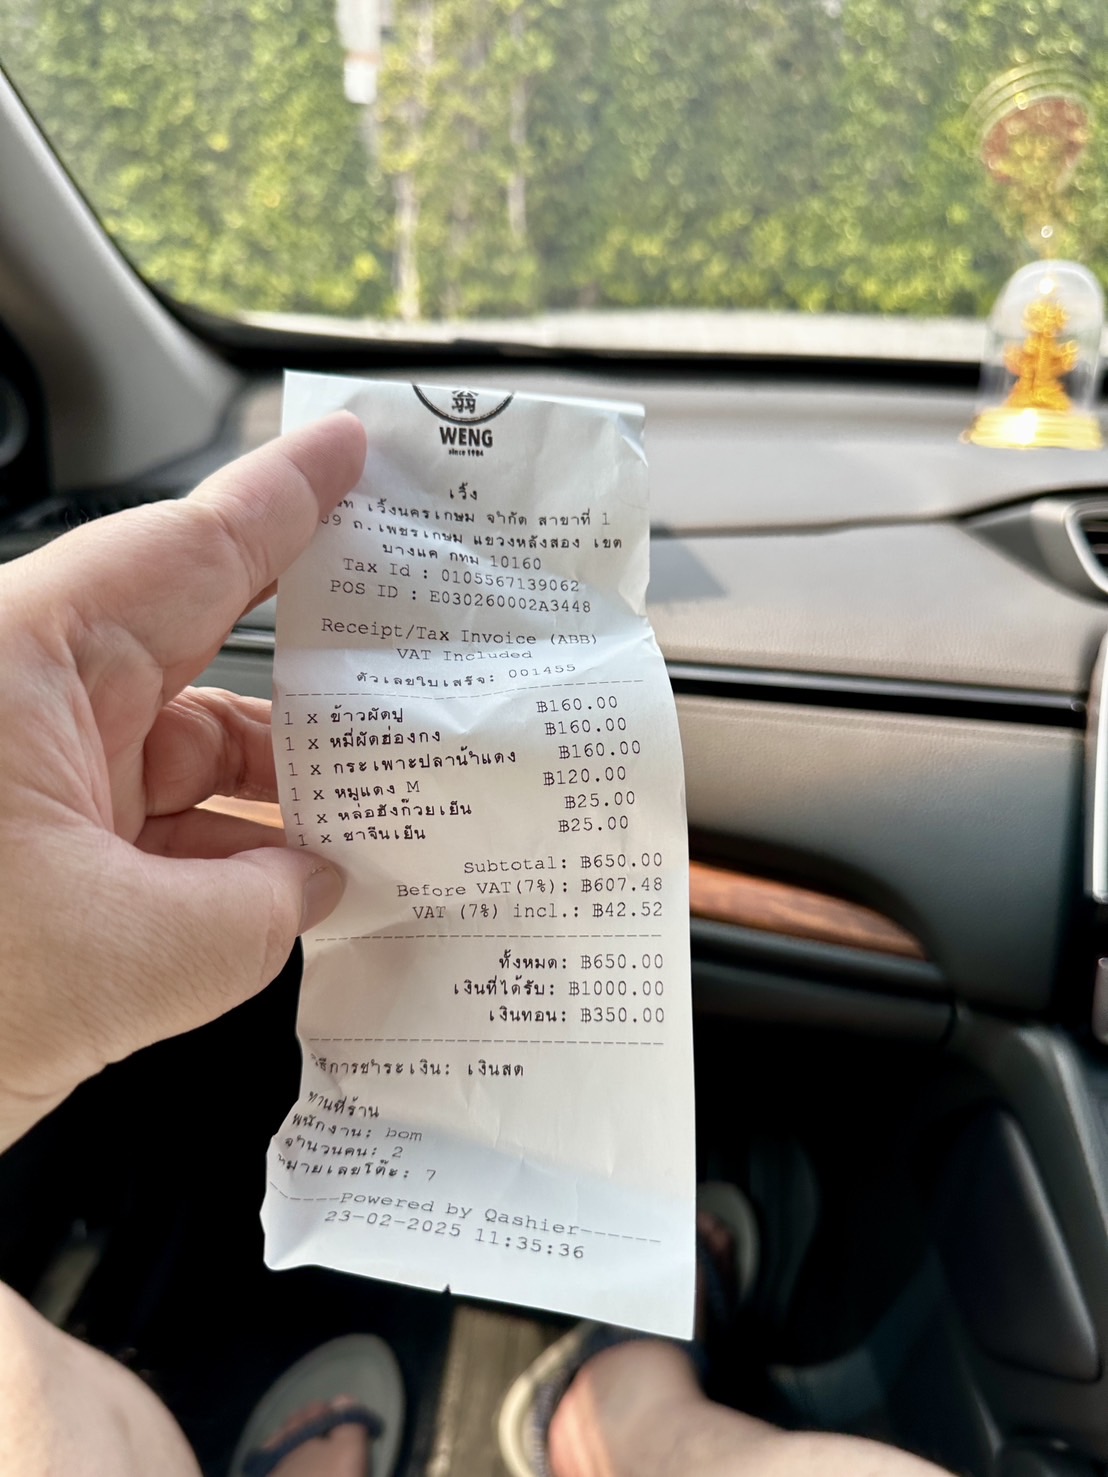 翁
WENG
since 1984
เวิ้ง
เวิ้งนครเกษม จำกัด สาขาที่ 1
ถ.เพชรเกษม แขวงหลักสอง เขต
บางแค กทม 10160
Tax Id : 0105567139062
POS ID : E030260002A3448
Receipt/Tax Invoice (ABB)
VAT Included
ตัวเลขใบเสร็จ: 001455
1 x ข้าวผัดปู ฿160.00
1 x หมี่ผัดฮ่องกง ฿160.00
1 x กระเพาะปลาน้ำแดง ฿160.00
1 x หมูแดง M ฿120.00
1 x หล่อฮังก๊วยเย็น ฿25.00
1 x ชาจีนเย็น ฿25.00
Subtotal: ฿650.00
Before VAT(7%): ฿607.48
VAT (7%) incl.: ฿42.52
ทั้งหมด: ฿650.00
เงินที่ได้รับ: ฿1000.00
เงินทอน: ฿350.00
วิธีการชำระเงิน: เงินสด
ทานที่ร้าน
พนักงาน: bom
จำนวนคน: 2
หมายเลขโต๊ะ: 7
------Powered by Qashier------
23-02-2025 11:35:36